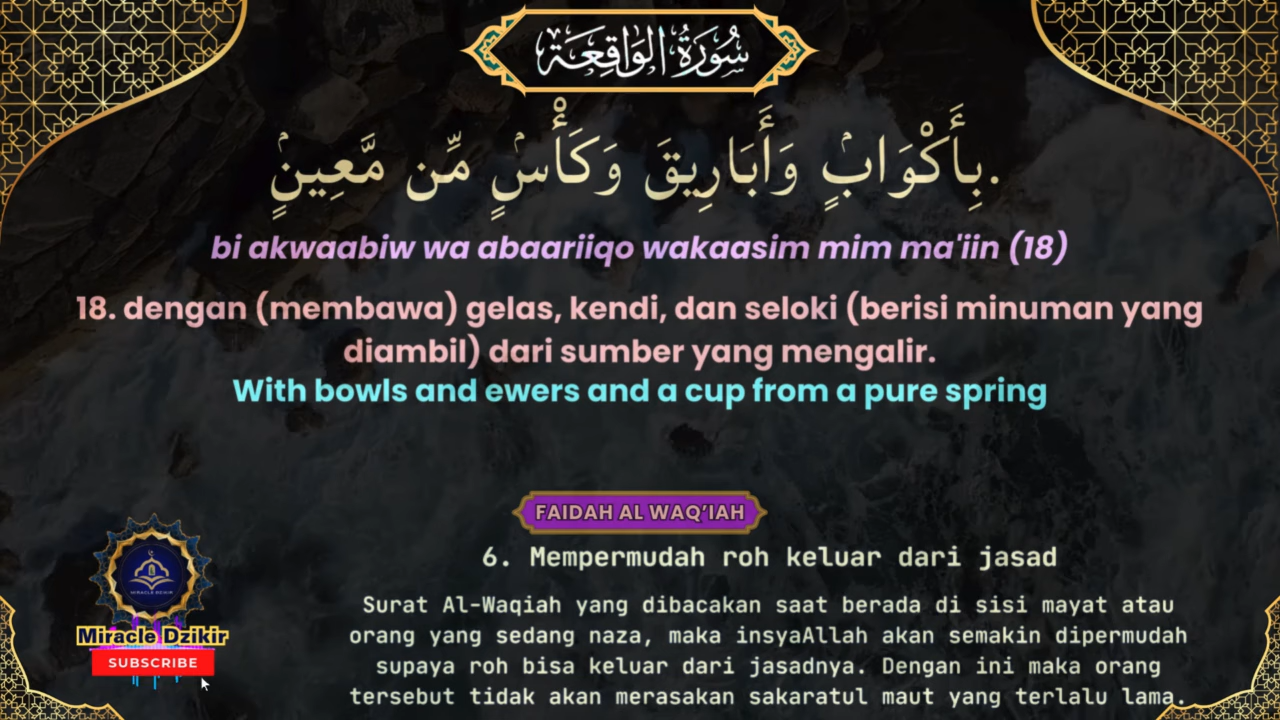 سُورَةُ الوَاقِعَة
بِأَكْوَابٍۢ وَأَبَارِيقَ وَكَأْسٍۢ مِّن مَّعِينٍۢ.
bi akwaabiw wa abaariiqo wakaasim mim ma'iin (18)
18. dengan (membawa) gelas, kendi, dan seloki (berisi minuman yang
diambil) dari sumber yang mengalir.
With bowls and ewers and a cup from a pure spring
FAIDAH AL WAQ’IAH
6. Mempermudah roh keluar dari jasad
Surat Al-Waqiah yang dibacakan saat berada di sisi mayat atau
orang yang sedang naza, maka insyaAllah akan semakin dipermudah
supaya roh bisa keluar dari jasadnya. Dengan ini maka orang
tersebut tidak akan merasakan sakaratul maut yang terlalu lama.
MIRACLE DZIKIR
Miracle Dzikir
SUBSCRIBE